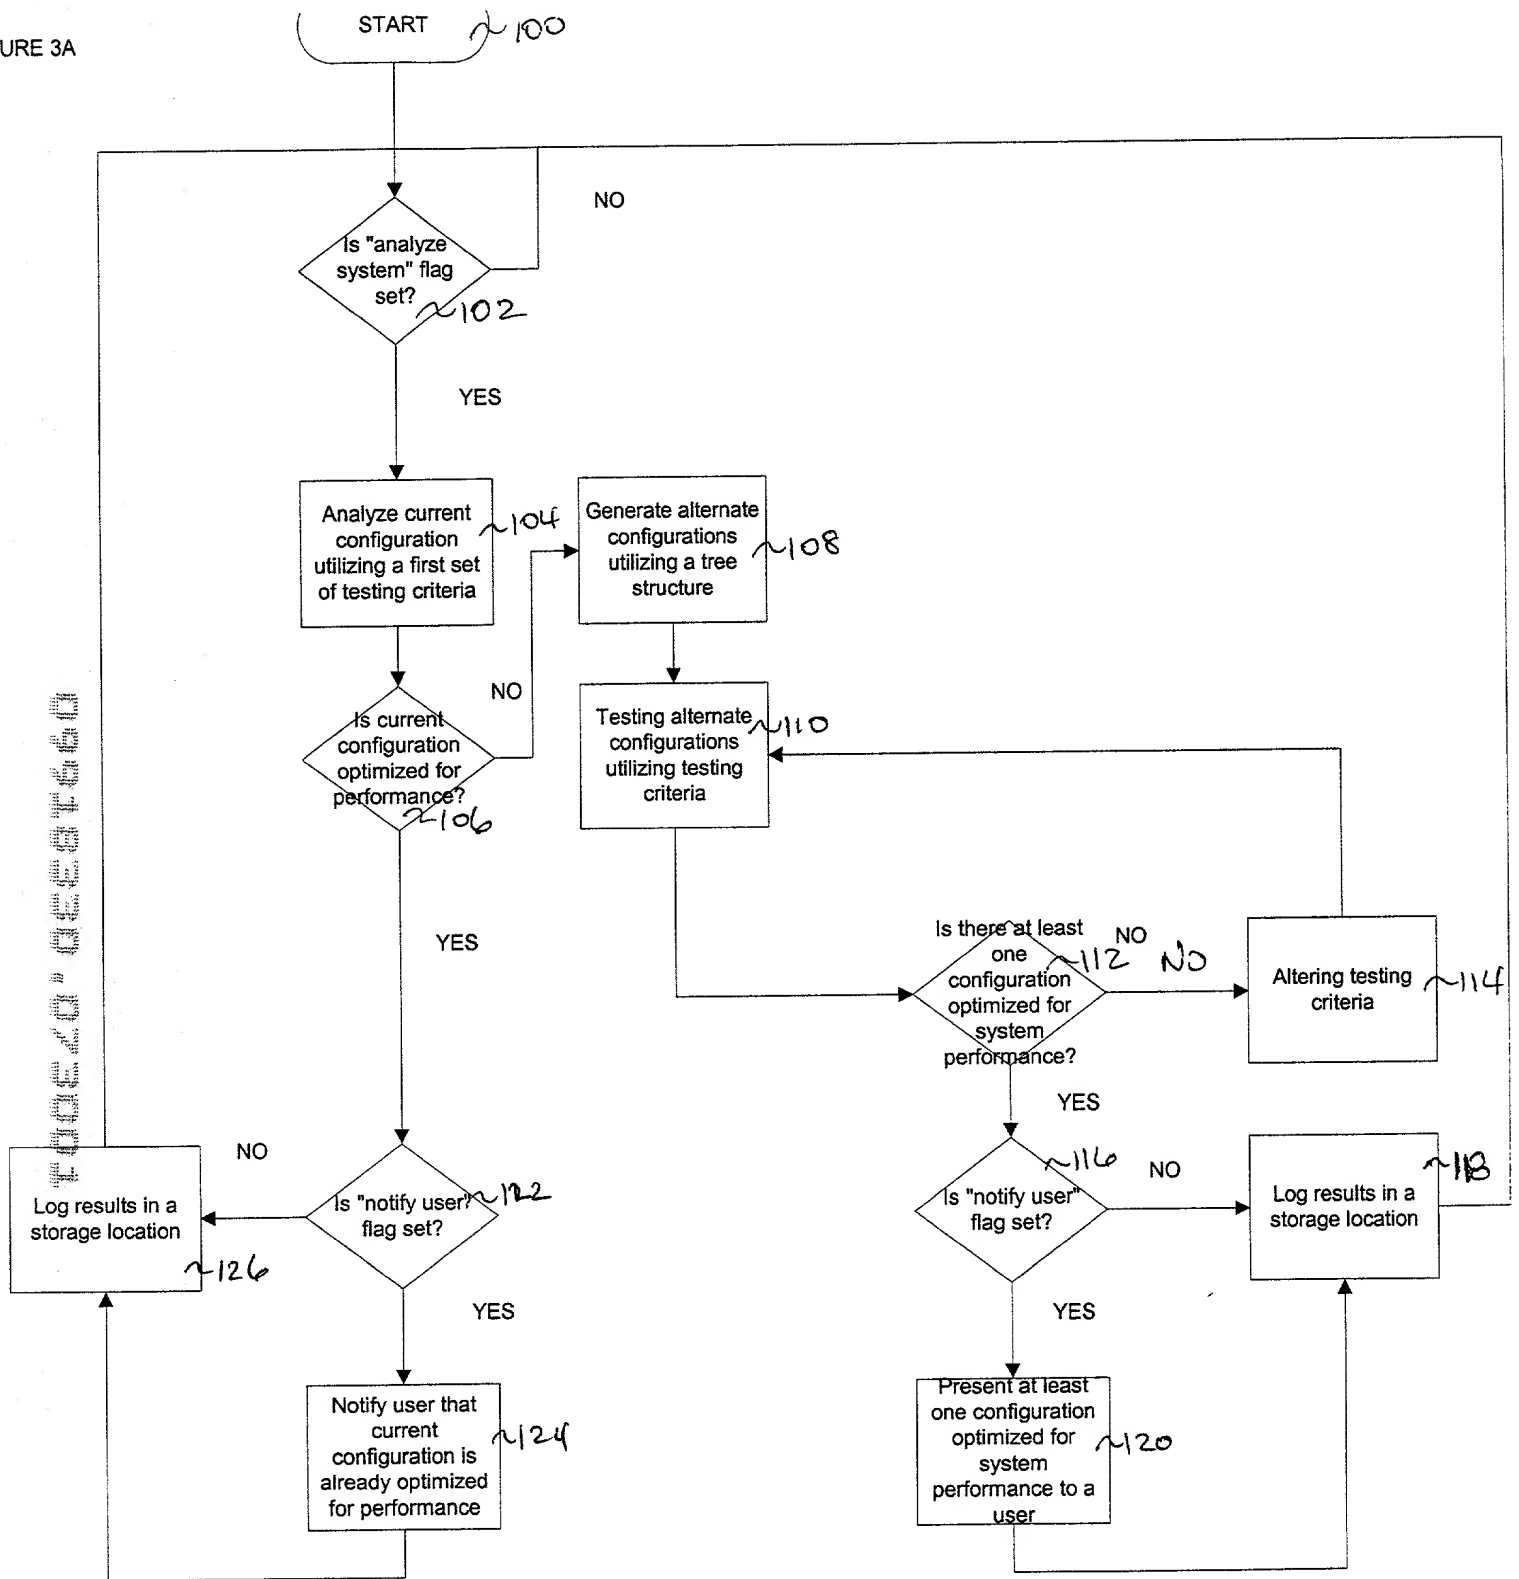 START
100
URE 3A
NO
Is "analyze
system" flag
set?
102
YES
Analyze current
configuration
utilizing a first set
of testing criteria
104
Generate alternate
configurations
utilizing a tree
structure
108
NO
Is current
configuration
optimized for
performance?
106
Testing alternate
configurations
utilizing testing
criteria
110
YES
Is there at least
one
configuration
optimized for
system
performance?
112
NO
NO
Altering testing
criteria
114
YES
NO
Log results in a
storage location
126
Is "notify user"
flag set?
122
Is "notify user"
flag set?
116
NO
Log results in a
storage location
118
YES
YES
Notify user that
current
configuration is
already optimized
for performance
124
Present at least
one configuration
optimized for
system
performance to a
user
120